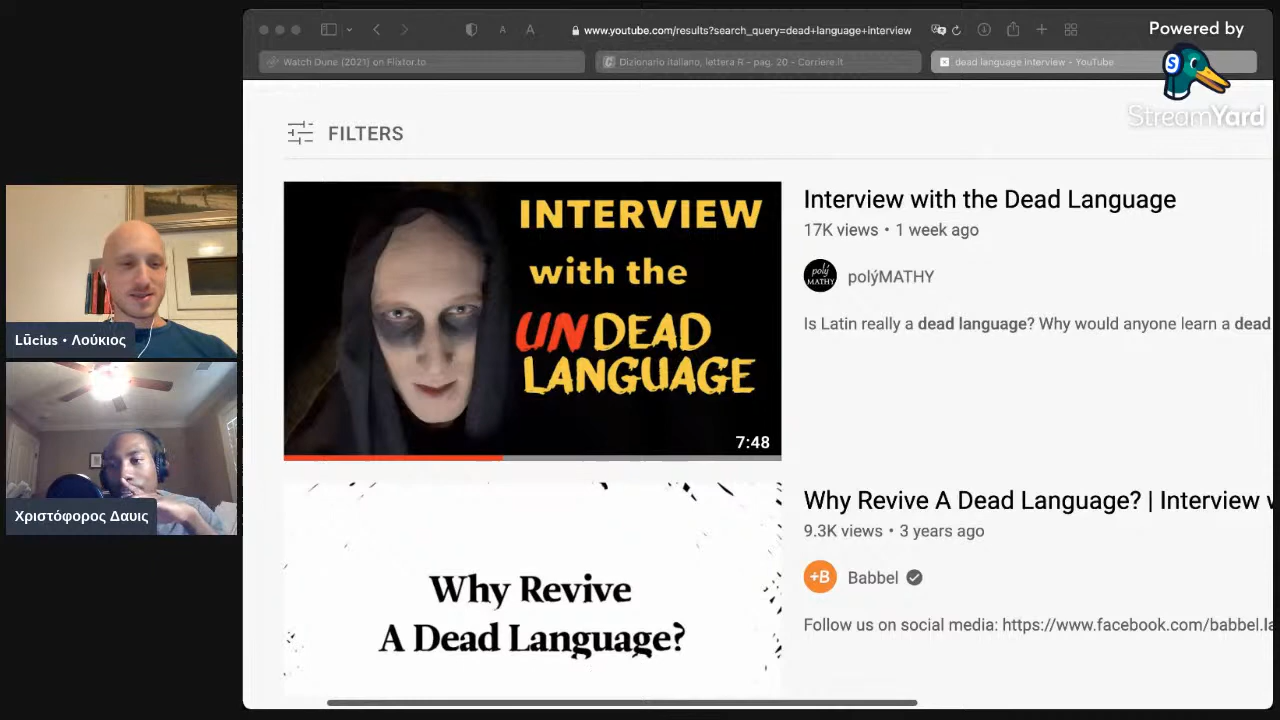 www.youtube.com/results?search_query=dead+language+interview
Powered by
StreamYard
Watch Dune (2021) on Flixtor.to
Dizionario italiano, lettera R - pag. 20 - Corriere.it
dead language interview - YouTube
FILTERS
INTERVIEW
with the
UNDEAD
LANGUAGE
7:48
Interview with the Dead Language
17K views • 1 week ago
polý
MATHY
polýMATHY
Is Latin really a dead language? Why would anyone learn a dead
Lūcius • Λούκιος
Χριστόφορος Δαυις
Why Revive
A Dead Language?
Why Revive A Dead Language? | Interview
9.3K views • 3 years ago
+B
Babbel
Follow us on social media: https://www.facebook.com/babbel.la